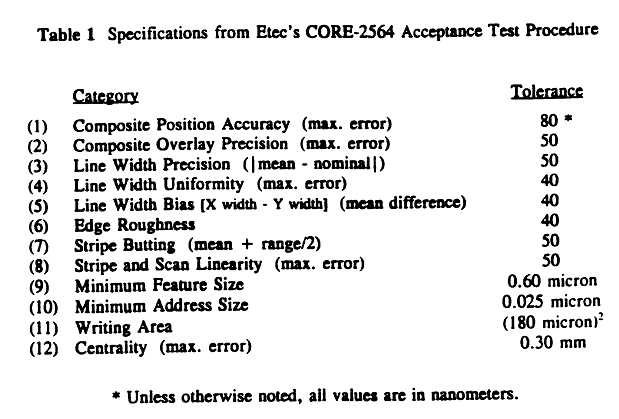 Table 1 Specifications from Etec's CORE-2564 Acceptance Test Procedure
Category Tolerance
(1) Composite Position Accuracy (max. error) 80 *
(2) Composite Overlay Precision (max. error) 50
(3) Line Width Precision (|mean - nominal|) 50
(4) Line Width Uniformity (max. error) 40
(5) Line Width Bias [X width - Y width] (mean difference) 40
(6) Edge Roughness 40
(7) Stripe Butting (mean + range/2) 50
(8) Stripe and Scan Linearity (max. error) 50
(9) Minimum Feature Size 0.60 micron
(10) Minimum Address Size 0.025 micron
(11) Writing Area (180 micron)²
(12) Centrality (max. error) 0.30 mm
* Unless otherwise noted, all values are in nanometers.